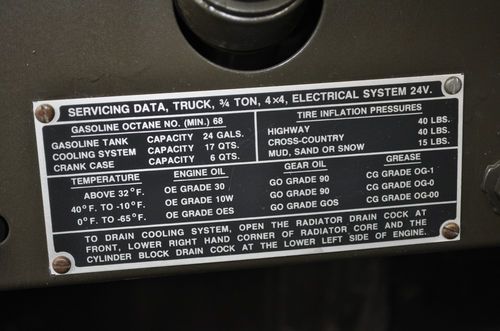 SERVICING DATA, TRUCK, ¾ TON, 4×4, ELECTRICAL SYSTEM 24V.
GASOLINE OCTANE NO. (MIN.) 68
GASOLINE TANK CAPACITY 24 GALS.
COOLING SYSTEM CAPACITY 17 QTS.
CRANK CASE CAPACITY 6 QTS.
TIRE INFLATION PRESSURES
HIGHWAY 40 LBS.
CROSS-COUNTRY 40 LBS.
MUD, SAND OR SNOW 15 LBS.
TEMPERATURE ENGINE OIL GEAR OIL GREASE
ABOVE 32°F. OE GRADE 30 GO GRADE 90 CG GRADE OG-1
40°F. TO -10°F. OE GRADE 10W GO GRADE 90 CG GRADE OG-0
0°F. TO -65°F. OE GRADE OES GO GRADE GOS CG GRADE OG-00
TO DRAIN COOLING SYSTEM, OPEN THE RADIATOR DRAIN COCK AT
FRONT, LOWER RIGHT HAND CORNER OF RADIATOR CORE AND THE
CYLINDER BLOCK DRAIN COCK AT THE LOWER LEFT SIDE OF ENGINE.